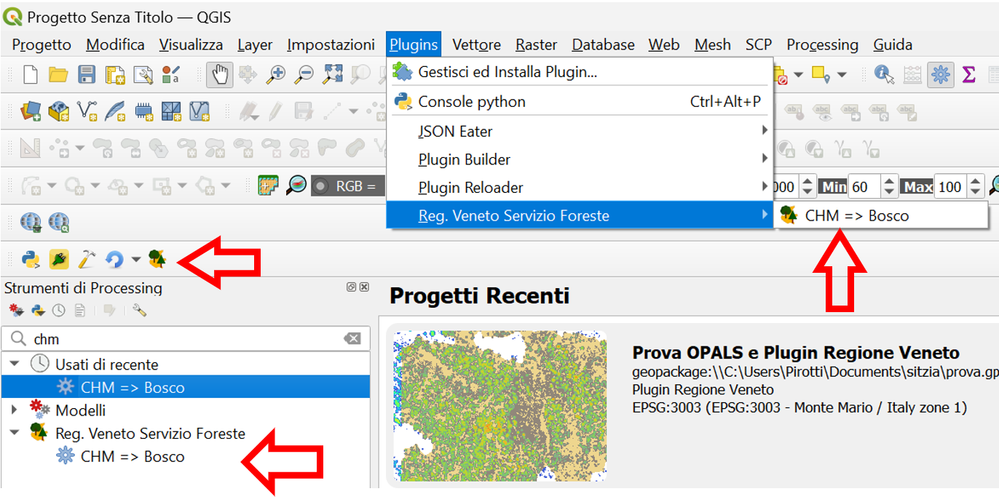 Progetto Senza Titolo — QGIS
Progetto Modifica Visualizza Layer Impostazioni Plugins Vettore Raster Database Web Mesh SCP Processing Guida
Gestisci ed Installa Plugin...
Console python Ctrl+Alt+P
JSON Eater
Plugin Builder
Plugin Reloader
RGB =
000 Min 60 Max 100
Reg. Veneto Servizio Foreste
CHM => Bosco
Strumenti di Processing
chm
Usati di recente
CHM => Bosco
Modelli
Reg. Veneto Servizio Foreste
CHM => Bosco
Progetti Recenti
Prova OPALS e Plugin Regione Veneto
geopackage:\\C:\Users\Pirotti\Documents\sitzia\prova.gp
Plugin Regione Veneto
EPSG:3003 (EPSG:3003 - Monte Mario / Italy zone 1)